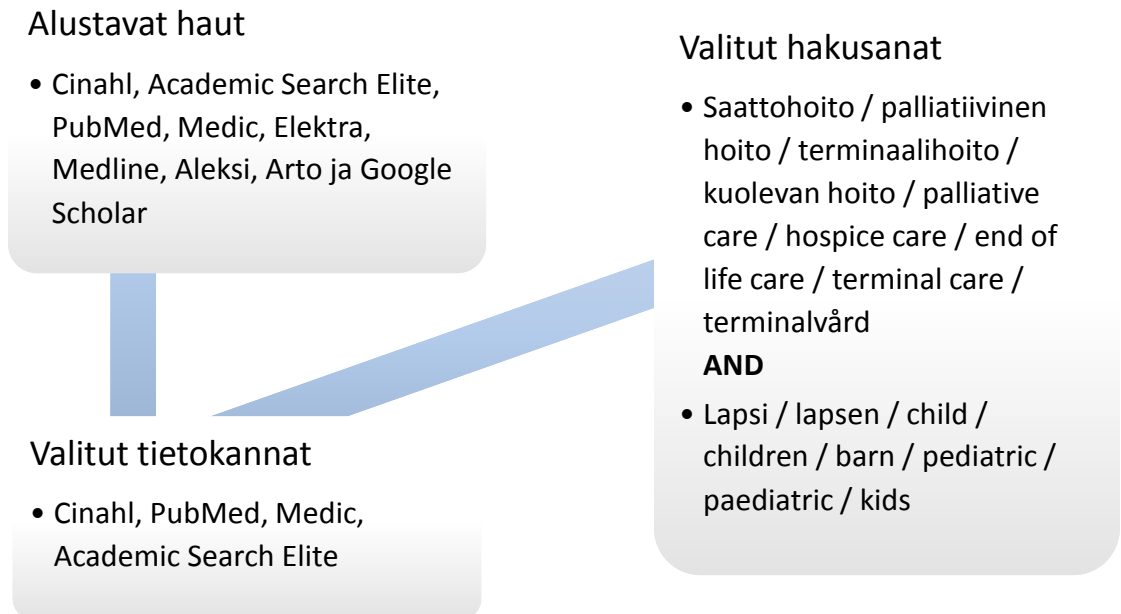 Alustavat haut
• Cinahl, Academic Search Elite,
PubMed, Medic, Elektra,
Medline, Aleksi, Arto ja Google
Scholar
Valitut tietokannat
• Cinahl, PubMed, Medic,
Academic Search Elite
Valitut hakusanat
• Saattohoito / palliatiivinen
hoito / terminaalihoito /
kuolevan hoito / palliative
care / hospice care / end of
life care / terminal care /
terminalvård
AND
• Lapsi / lapsen / child /
children / barn / pediatric /
paediatric / kids